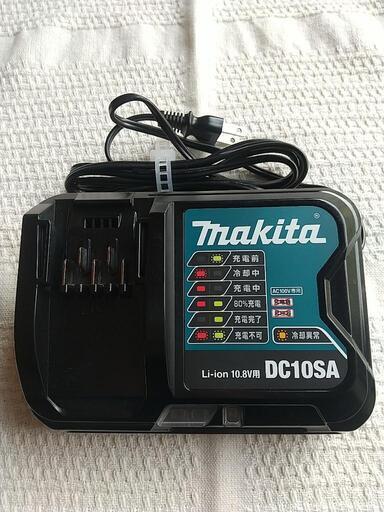 makita®
充電前
冷却中
充電中
80%充電
充電完了
充電不可
AC100V専用
冷却異常
Li-ion 10.8V用 DC10SA